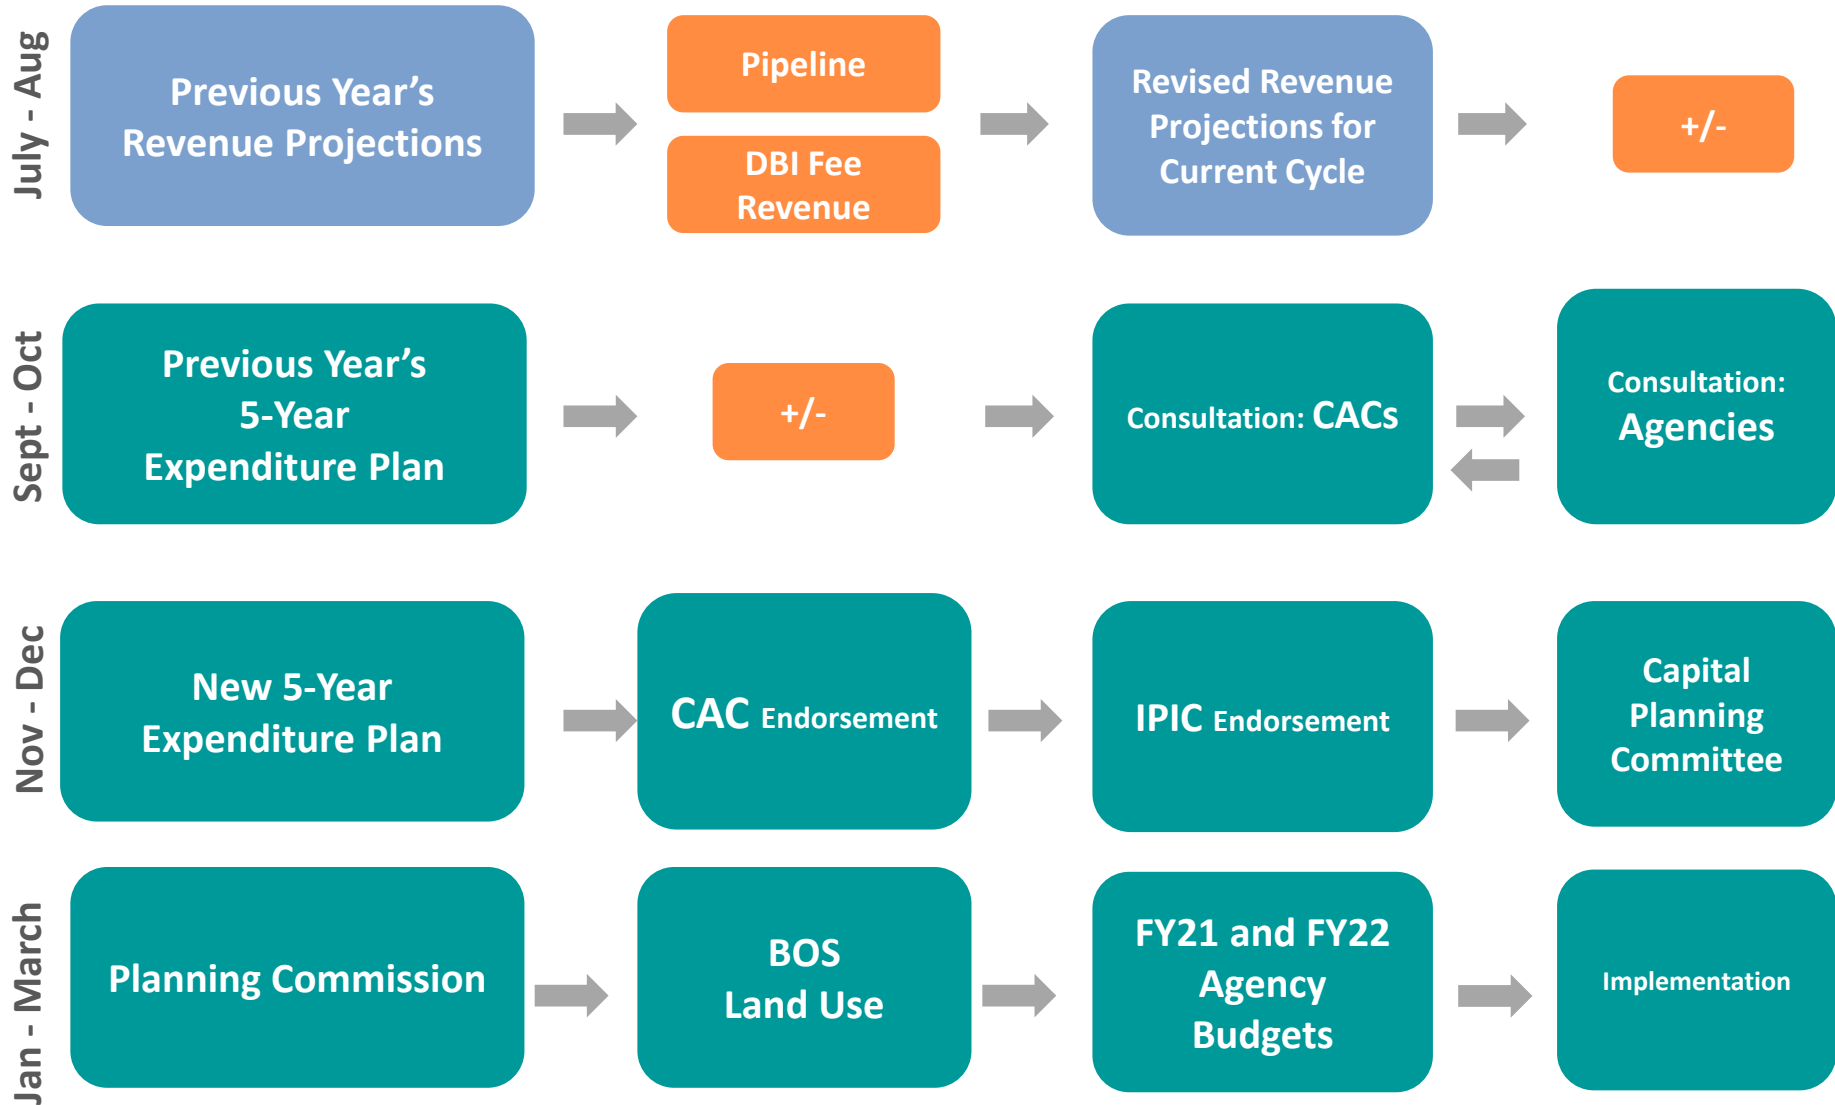 July - Aug
Previous Year’s
Revenue Projections
Pipeline
DBI Fee
Revenue
Revised Revenue
Projections for
Current Cycle
+/-
Sept - Oct
Previous Year’s
5-Year
Expenditure Plan
+/-
Consultation: CACs
Consultation:
Agencies
Nov - Dec
New 5-Year
Expenditure Plan
CAC Endorsement
IPIC Endorsement
Capital
Planning
Committee
Jan - March
Planning Commission
BOS
Land Use
FY21 and FY22
Agency
Budgets
Implementation